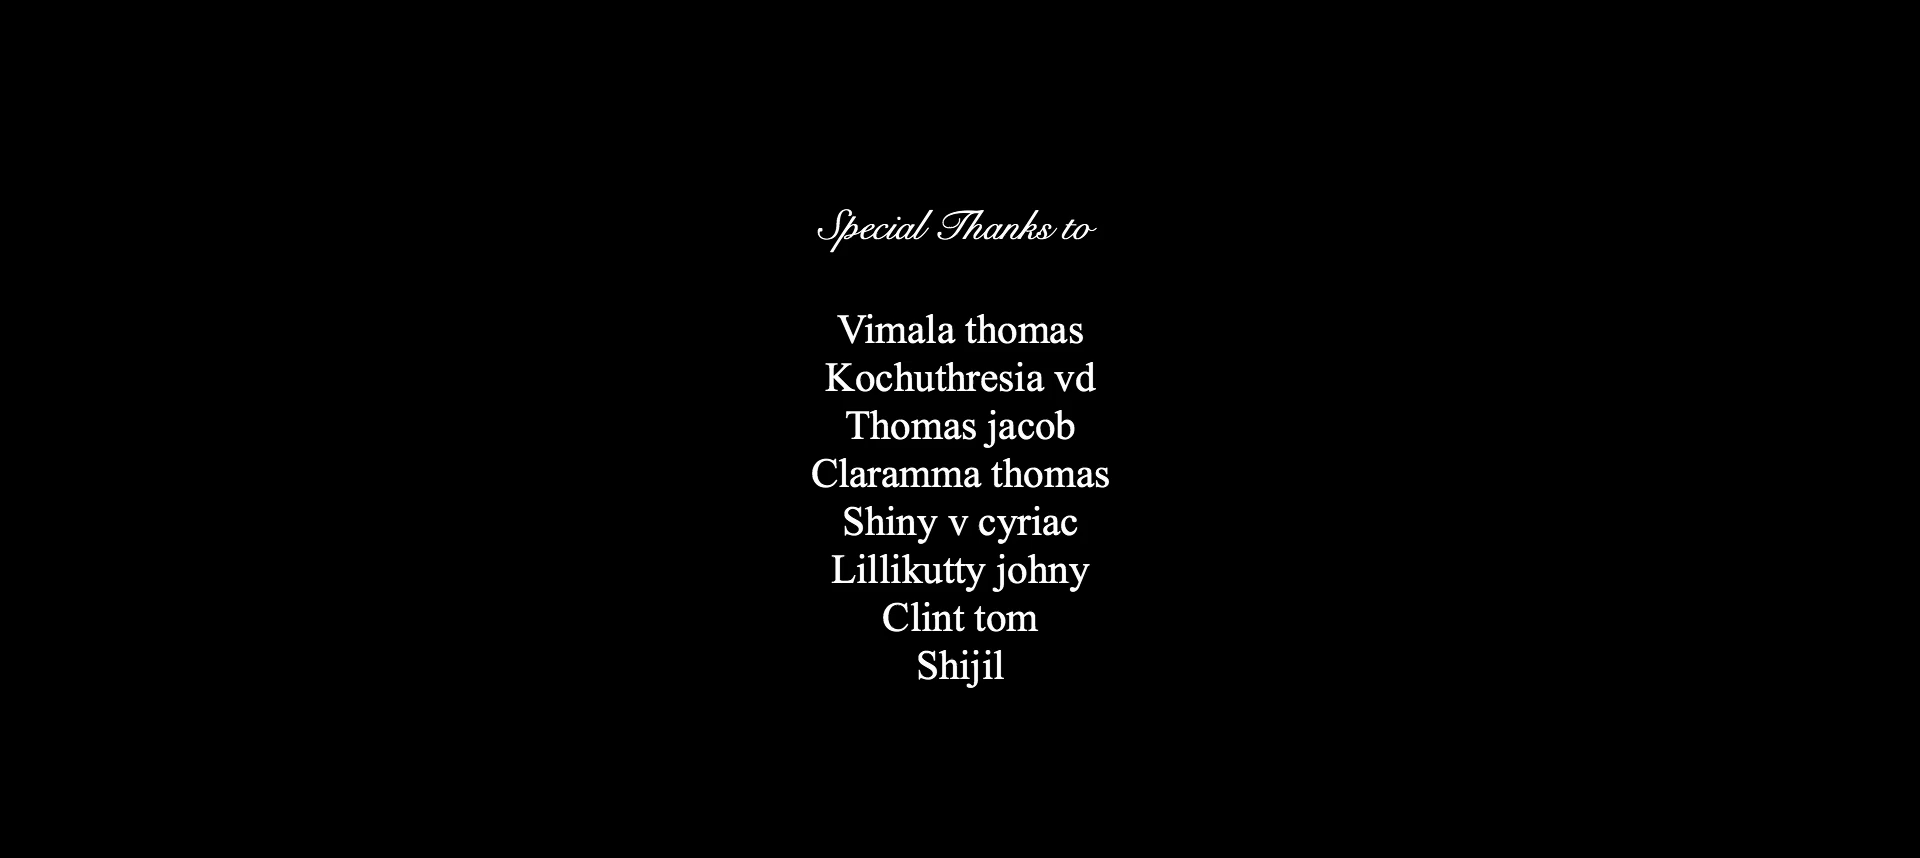 Special Thanks to
Vimala thomas
Kochuthresia vd
Thomas jacob
Claramma thomas
Shiny v cyriac
Lillikutty johny
Clint tom
Shijil